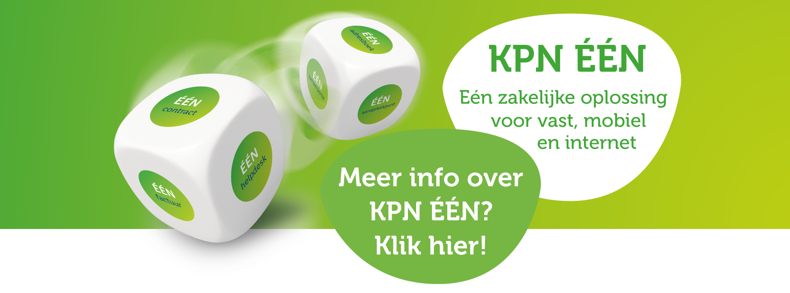 KPN ÉÉN
Eén zakelijke oplossing
voor vast, mobiel
en internet
Meer info over
KPN ÉÉN?
Klik hier!
ÉÉN
contract
ÉÉN
helpdesk
ÉÉN
factuur
ÉÉN
ÉÉN